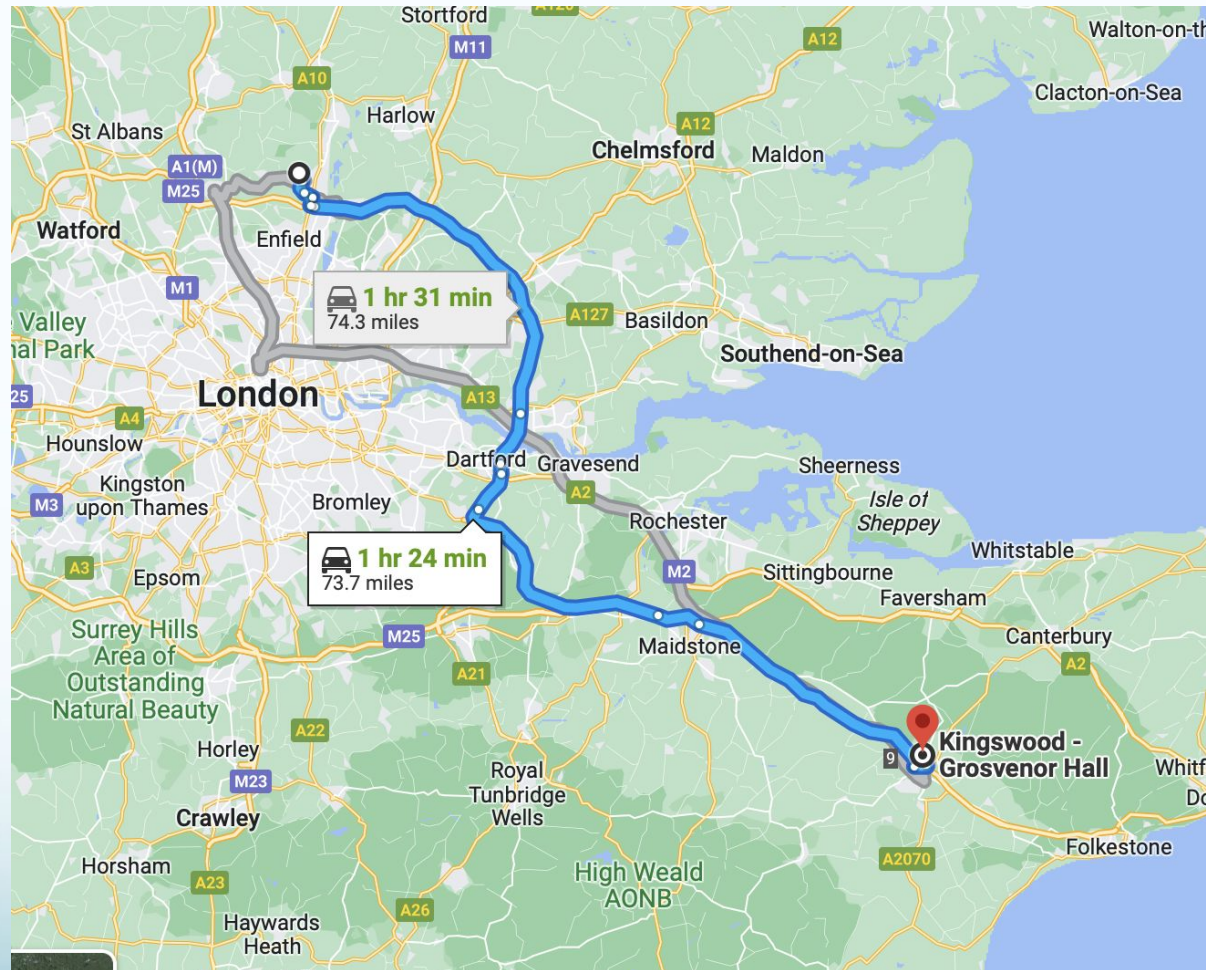 Stortford
A120
Walton-on-th
M11
A12
A10
Clacton-on-Sea
Harlow
A12
St Albans
Chelmsford
Maldon
A1(M)
M25
Watford
Enfield
M1
1 hr 31 min
74.3 miles
A127
Basildon
Valley
nal Park
Southend-on-Sea
25
London
A13
A4
Hounslow
Dartford
Gravesend
Sheerness
Kingston
upon Thames
M3
Bromley
A2
Isle of
Sheppey
Rochester
Whitstable
1 hr 24 min
73.7 miles
A3
Epsom
M2
Sittingbourne
Faversham
Surrey Hills
Area of
Outstanding
Natural Beauty
M25
Maidstone
Canterbury
A2
A21
A22
Horley
M23
9
Kingswood -
Grosvenor Hall
Royal
Tunbridge
Wells
Whitf
Do
Crawley
Folkestone
Horsham
A23
High Weald
AONB
A2070
A26
Haywards
Heath